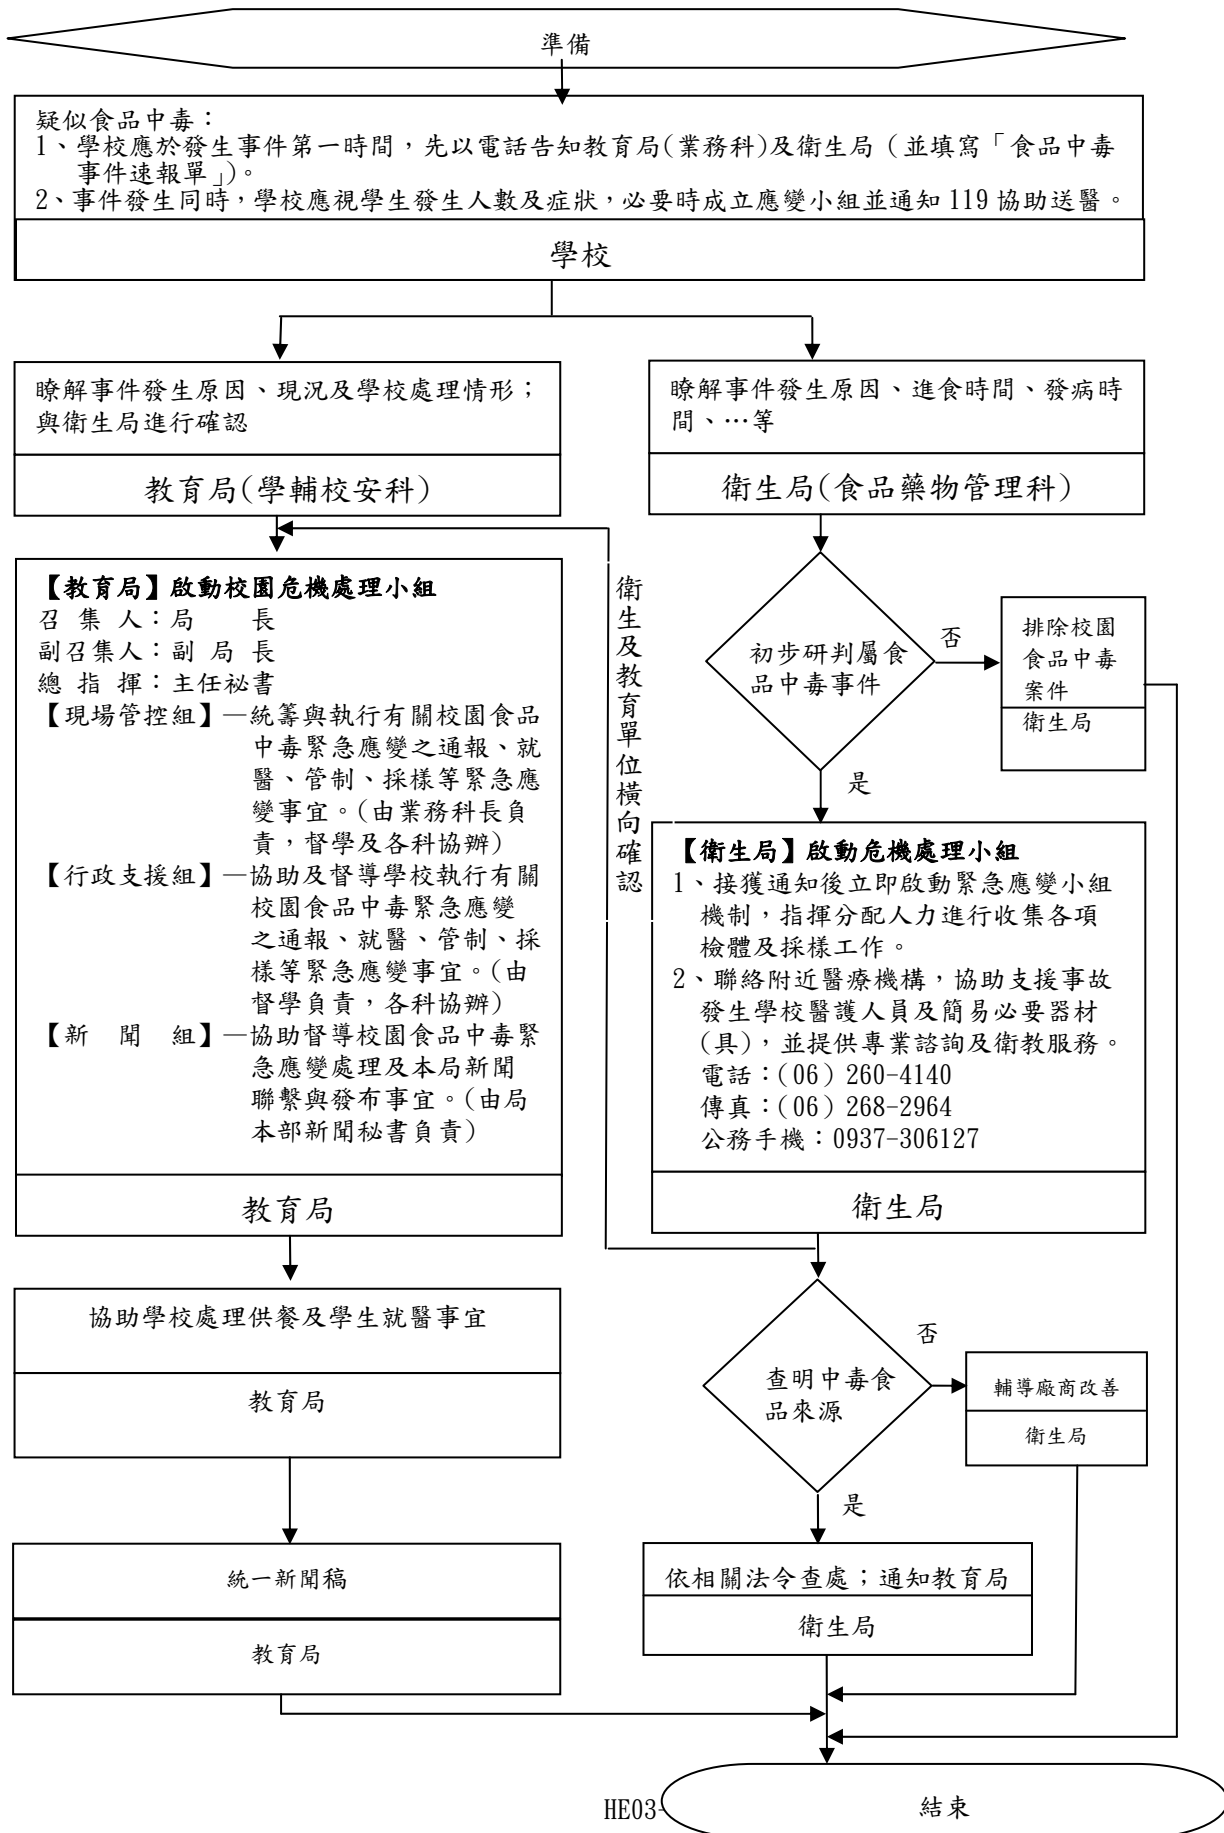 準備
疑似食品中毒：
1、學校應於發生事件第一時間，先以電話告知教育局(業務科)及衛生局（並填寫「食品中毒
事件速報單」）。
2、事件發生同時，學校應視學生發生人數及症狀，必要時成立應變小組並通知119協助送醫。
學校
瞭解事件發生原因、現況及學校處理情形；
與衛生局進行確認
教育局(學輔校安科)
瞭解事件發生原因、進食時間、發病時
間、…等
衛生局(食品藥物管理科)
【教育局】啟動校園危機處理小組
召 集 人：局　　長
副召集人：副 局 長
總 指 揮：主任祕書
【現場管控組】—統籌與執行有關校園食品
中毒緊急應變之通報、就
醫、管制、採樣等緊急應
變事宜。(由業務科長負
責，督學及各科協辦)
【行政支援組】—協助及督導學校執行有關
校園食品中毒緊急應變
之通報、就醫、管制、採
樣等緊急應變事宜。(由
督學負責，各科協辦)
【新　聞　組】—協助督導校園食品中毒緊
急應變處理及本局新聞
聯繫與發布事宜。(由局
本部新聞秘書負責)
教育局
衛生及教育單位橫向確認
初步研判屬食
品中毒事件
否
排除校園
食品中毒
案件
衛生局
是
【衛生局】啟動危機處理小組
1、接獲通知後立即啟動緊急應變小組
機制，指揮分配人力進行收集各項
檢體及採樣工作。
2、聯絡附近醫療機構，協助支援事故
發生學校醫護人員及簡易必要器材
(具)，並提供專業諮詢及衛教服務。
電話：(06) 260-4140
傳真：(06) 268-2964
公務手機：0937-306127
衛生局
協助學校處理供餐及學生就醫事宜
教育局
查明中毒食
品來源
否
輔導廠商改善
衛生局
是
統一新聞稿
教育局
依相關法令查處；通知教育局
衛生局
HE03-
結束